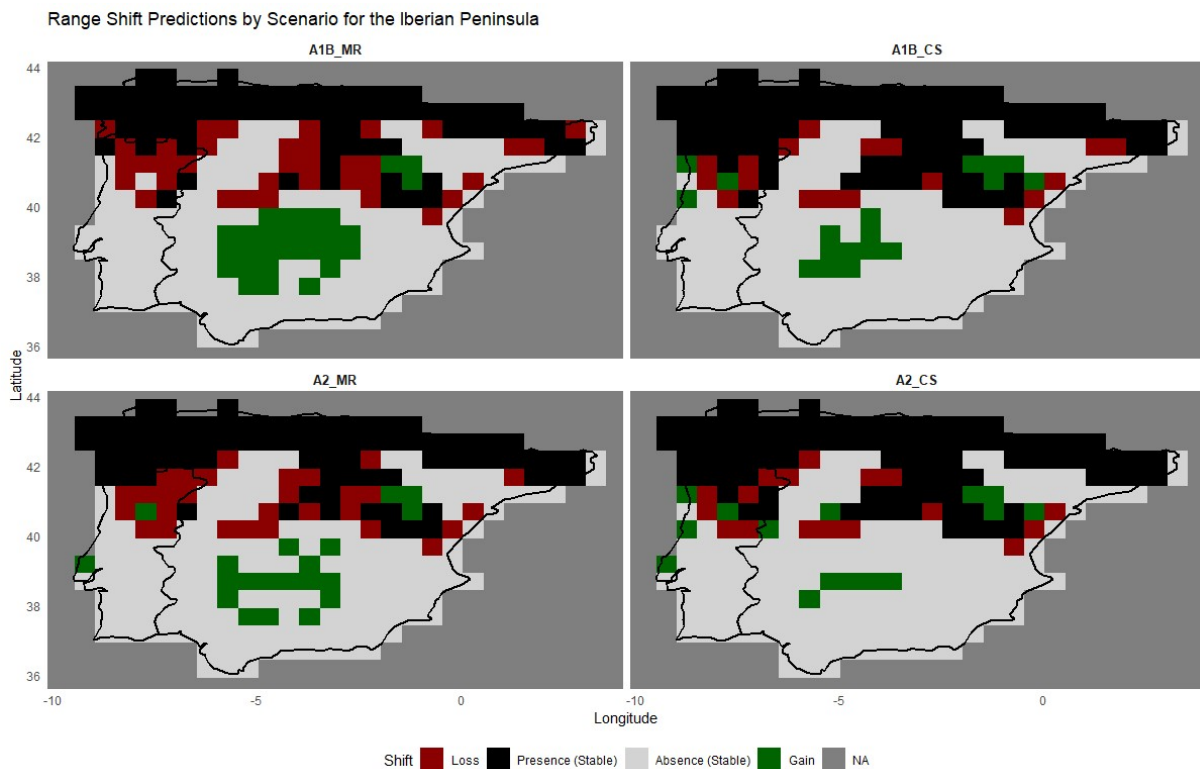 Range Shift Predictions by Scenario for the Iberian Peninsula
A1B_MR
A1B_CS
44
42
40
38
36
A2_MR
A2_CS
44
42
40
38
36
Latitude
-10
-5
0
-10
-5
0
Longitude
Shift Loss Presence (Stable) Absence (Stable) Gain NA